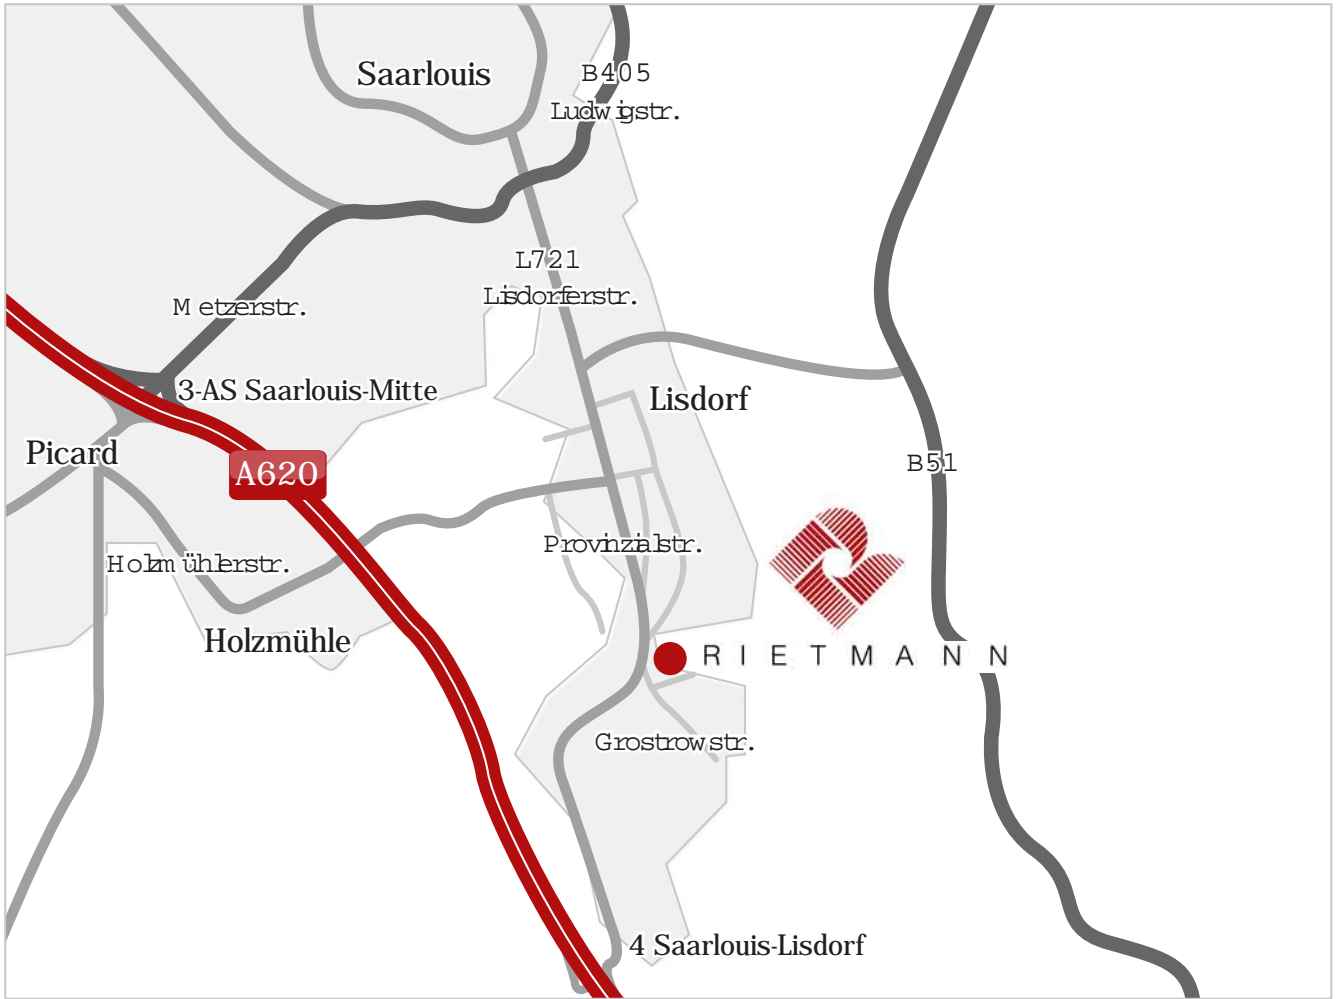 Saarlouis
B405
Ludwigstr.
L721
Lisdorferstr.
Metzerstr.
3-AS Saarlouis-Mitte
Lisdorf
Picard
A620
B51
Provinzialstr.
Holzmühlerstr.
Holzmühle
RIETMANN
Grostrowstr.
4 Saarlouis-Lisdorf